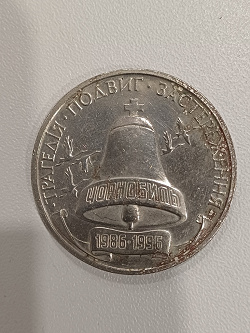 ТРАГЕДІЯ · ПОДВИГ · ЗАСТЕРЕЖЕННЯ
ЧОРНОБИЛЬ
1986-1996